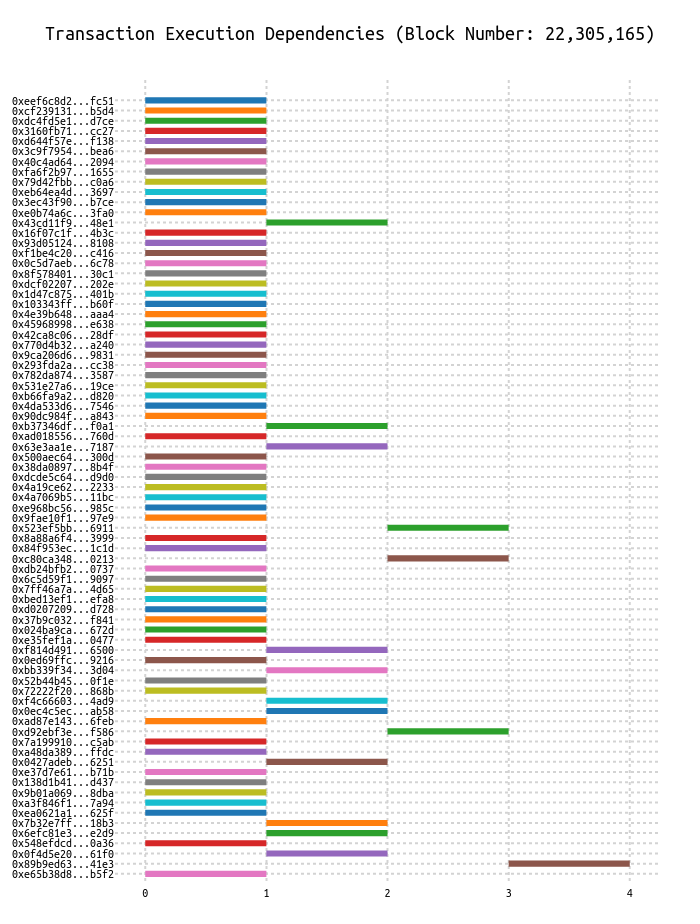 Transaction Execution Dependencies (Block Number: 22,305,165)
0xeef6c8d2...fc51
0xcf239131...b5d4
0xdc4fd5e1...d7ce
0x3160fb71...cc27
0xd644f57e...f138
0x3c9f7954...bea6
0x40c4ad64...2094
0xfa6f2b97...1655
0x79d42fbb...c0a6
0xeb64ea4d...3697
0x3ec43f90...b7ce
0xe0b74a6c...3fa0
0x43cd11f9...48e1
0x16f07c1f...4b3c
0x93d05124...8108
0xf1be4c20...c416
0x0c5d7aeb...6c78
0x8f578401...30c1
0xdcf02207...202e
0x1d47c875...401b
0x103343ff...b60f
0x4e39b648...aaa4
0x45968998...e638
0x42ca8c06...28df
0x770d4b32...a240
0x9ca206d6...9831
0x293fda2a...cc38
0x782da874...3587
0x531e27a6...19ce
0xb66fa9a2...d820
0x4da533d6...7546
0x90dc984f...a843
0xb37346df...f0a1
0xad018556...760d
0x63e3aa1e...7187
0x500aec64...300d
0x38da0897...8b4f
0xdcde5c64...d9d0
0x4a19ce62...2233
0x4a7069b5...11bc
0xe968bc56...985c
0x9fae10f1...97e9
0x523ef5bb...6911
0x8a88a6f4...3999
0x84f953ec...1c1d
0xc80ca348...0213
0xdb24bfb2...0737
0x6c5d59f1...9097
0x7ff46a7a...4d65
0xbed13ef1...efa8
0xd0207209...d728
0x37b9c032...f841
0x024ba9ca...672d
0xe35fef1a...0477
0xf814d491...6500
0x0ed69ffc...9216
0xbb339f34...3d04
0x52b44b45...0f1e
0x72222f20...868b
0xf4c66603...4ad9
0x0ec4c5ec...ab58
0xad87e143...6feb
0xd92ebf3e...f586
0x7a199910...c5ab
0xa48da389...ffdc
0x0427adeb...6251
0xe37d7e61...b71b
0x138d1b41...d437
0x9b01a069...8dba
0xa3f846f1...7a94
0xea0621a1...625f
0x7b32e7ff...18b3
0x6efc81e3...e2d9
0x548efdcd...0a36
0x0f4d5e20...61f0
0x89b9ed63...41e3
0xe65b38d8...b5f2
0 1 2 3 4